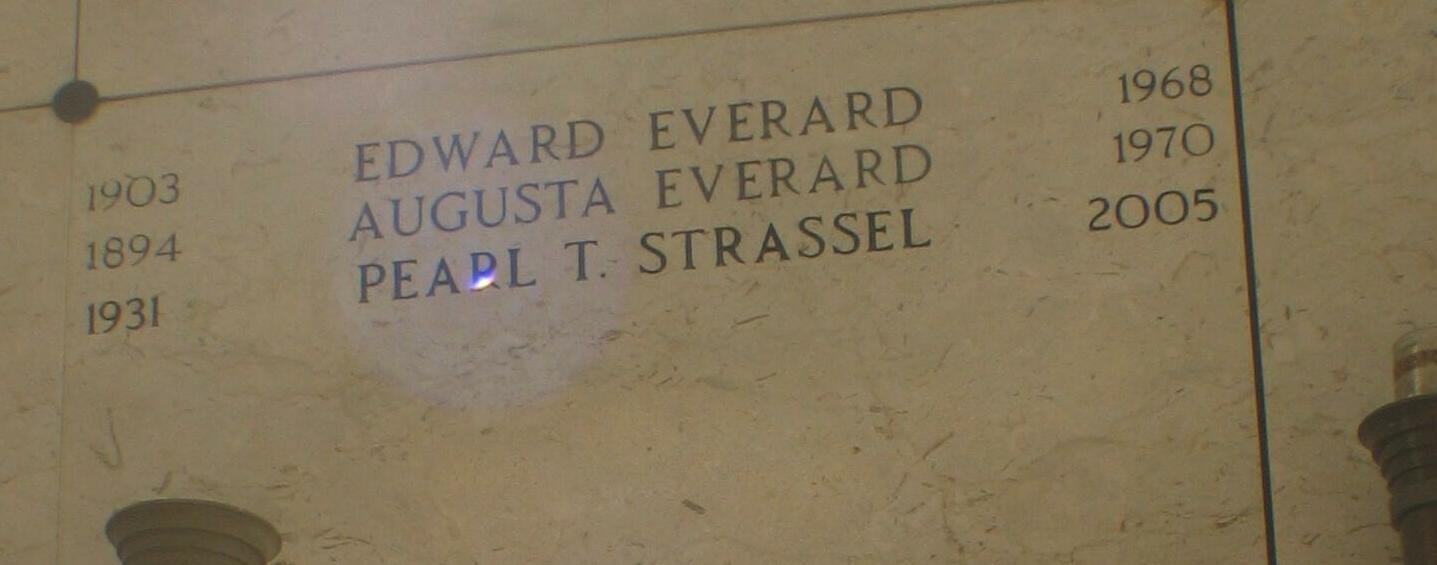 1903 EDWARD EVERARD 1968
1894 AUGUSTA EVERARD 1970
1931 PEARL T. STRASSEL 2005